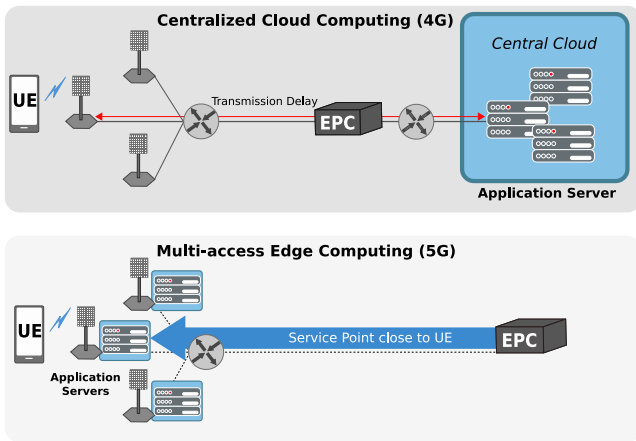 Centralized Cloud Computing (4G)
Central Cloud
UE
Transmission Delay
EPC
Application Server
Multi-access Edge Computing (5G)
UE
Service Point close to UE
EPC
Application
Servers